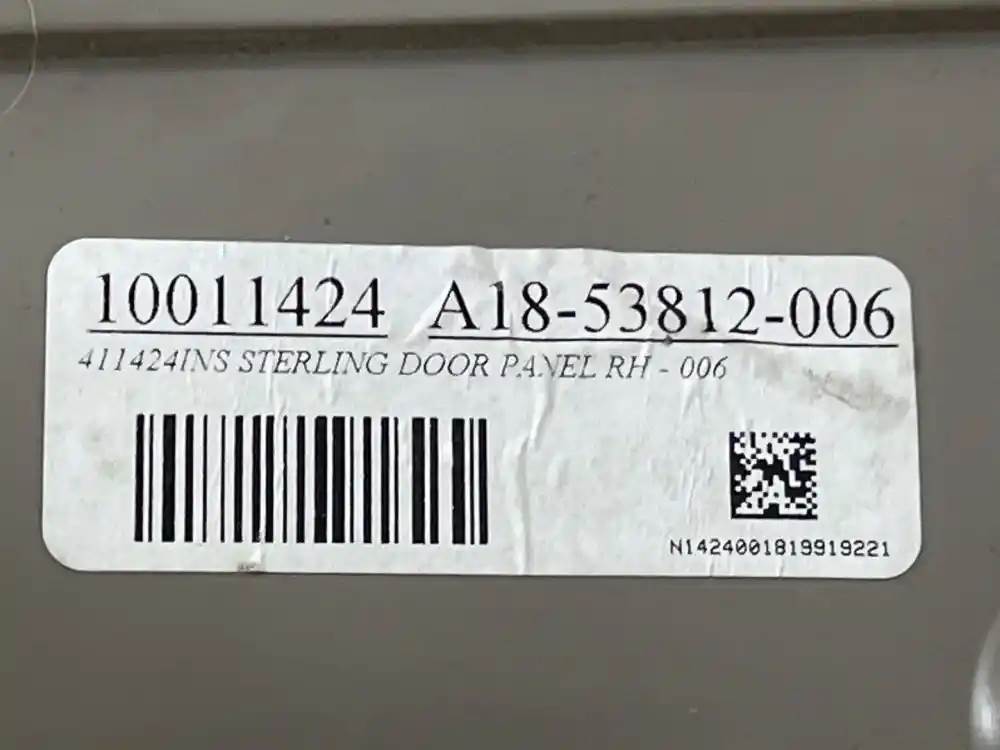 10011424 A18-53812-006
411424INS STERLING DOOR PANEL RH - 006
N1424001819919221